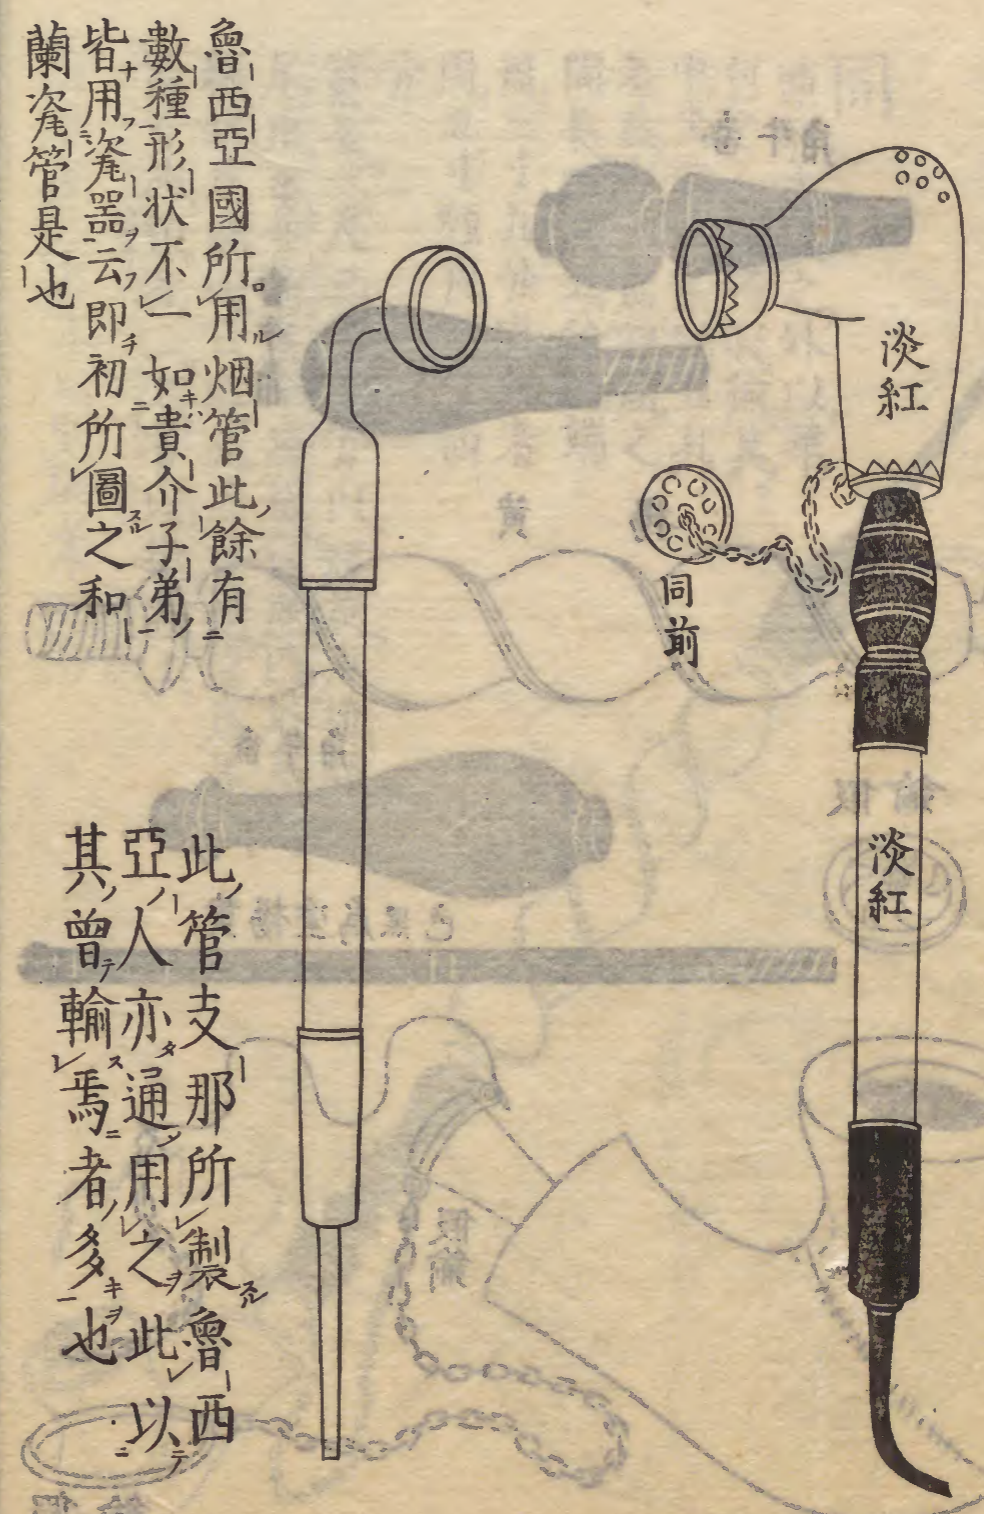 淡紅
同前
淡紅
魯西亞國所用烟管此餘有
數種形状不一如貴介子弟
皆用瓷器云即初所圖之和
蘭瓷管是也
此管支那所製魯西
亞人亦通用之此以
其曾輸焉者多也